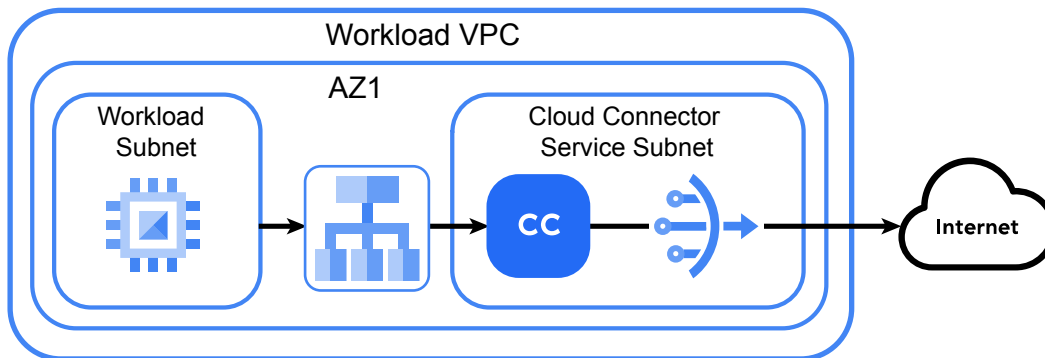 Workload VPC
AZ1
Workload
Subnet
Cloud Connector
Service Subnet
CC
Internet